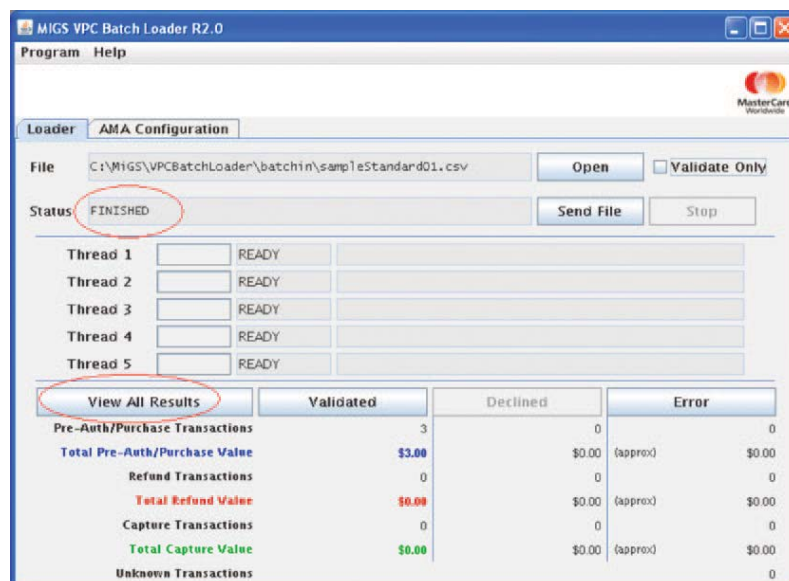 MIGS VPC Batch Loader R2.0
Program Help
MasterCard
Worldwide
Loader AMA Configuration
File C:\MiGS\VPCBatchLoader\batchin\sampleStandard01.csv Open Validate Only
Status FINISHED Send File Stop
Thread 1 READY
Thread 2 READY
Thread 3 READY
Thread 4 READY
Thread 5 READY
View All Results Validated Declined Error
Pre-Auth/Purchase Transactions 3 0 0
Total Pre-Auth/Purchase Value $3.00 $0.00 (approx) $0.00
Refund Transactions 0 0 0
Total Refund Value $0.00 $0.00 (approx) $0.00
Capture Transactions 0 0 0
Total Capture Value $0.00 $0.00 (approx) $0.00
Unknown Transactions 0